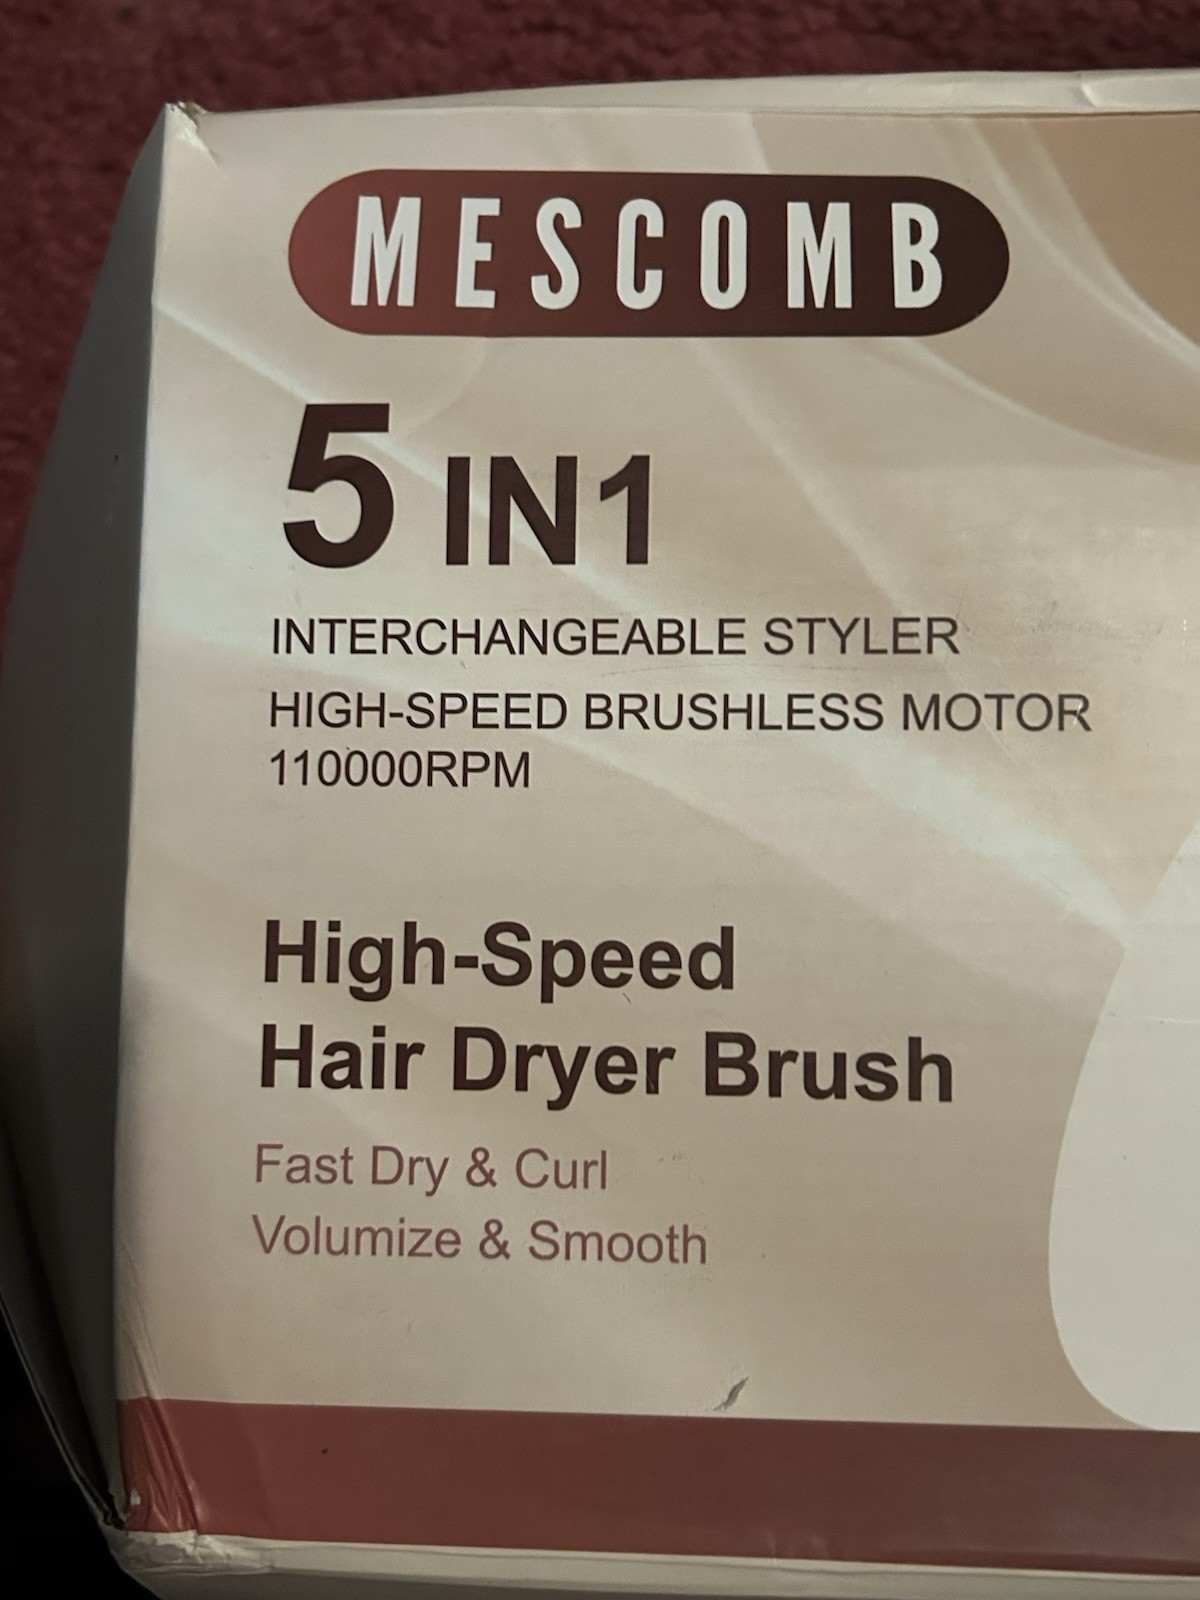 MESCOMB
5 IN1
INTERCHANGEABLE STYLER
HIGH-SPEED BRUSHLESS MOTOR
110000RPM
High-Speed
Hair Dryer Brush
Fast Dry & Curl
Volumize & Smooth